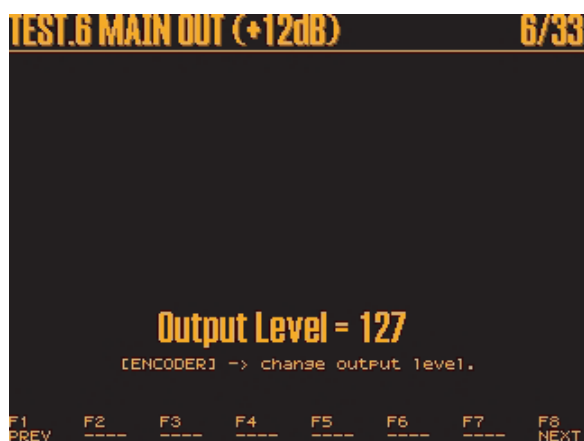 TEST.6 MAIN OUT (+12dB) 6/33
Output Level = 127
[ENCODER] -> change output level.
F1 F2 F3 F4 F5 F6 F7 F8
PREV ---- ---- ---- ---- ---- ---- NEXT